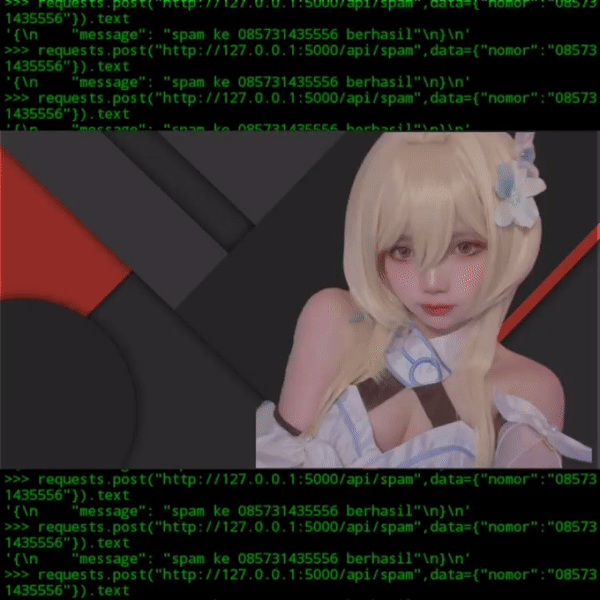 >>> requests.post("http://127.0.0.1:5000/api/spam",data={"nomor":"08573
1435556"}).text
'{\n    "message": "spam ke 085731435556 berhasil"\n}\n'
>>> requests.post("http://127.0.0.1:5000/api/spam",data={"nomor":"08573
1435556"}).text
'{\n    "message": "spam ke 085731435556 berhasil"\n}\n'
>>> requests.post("http://127.0.0.1:5000/api/spam",data={"nomor":"08573
1435556"}).text
'{\n    "message": "spam ke 085731435556 berhasil"\n}\n'
>>> requests.post("http://127.0.0.1:5000/api/spam",data={"nomor":"08573
1435556"}).text
'{\n    "message": "spam ke 085731435556 berhasil"\n}\n'
>>> requests.post("http://127.0.0.1:5000/api/spam",data={"nomor":"08573
1435556"}).text
'{\n    "message": "spam ke 085731435556 berhasil"\n}\n'
>>> requests.post("http://127.0.0.1:5000/api/spam",data={"nomor":"08573
1435556"}).text